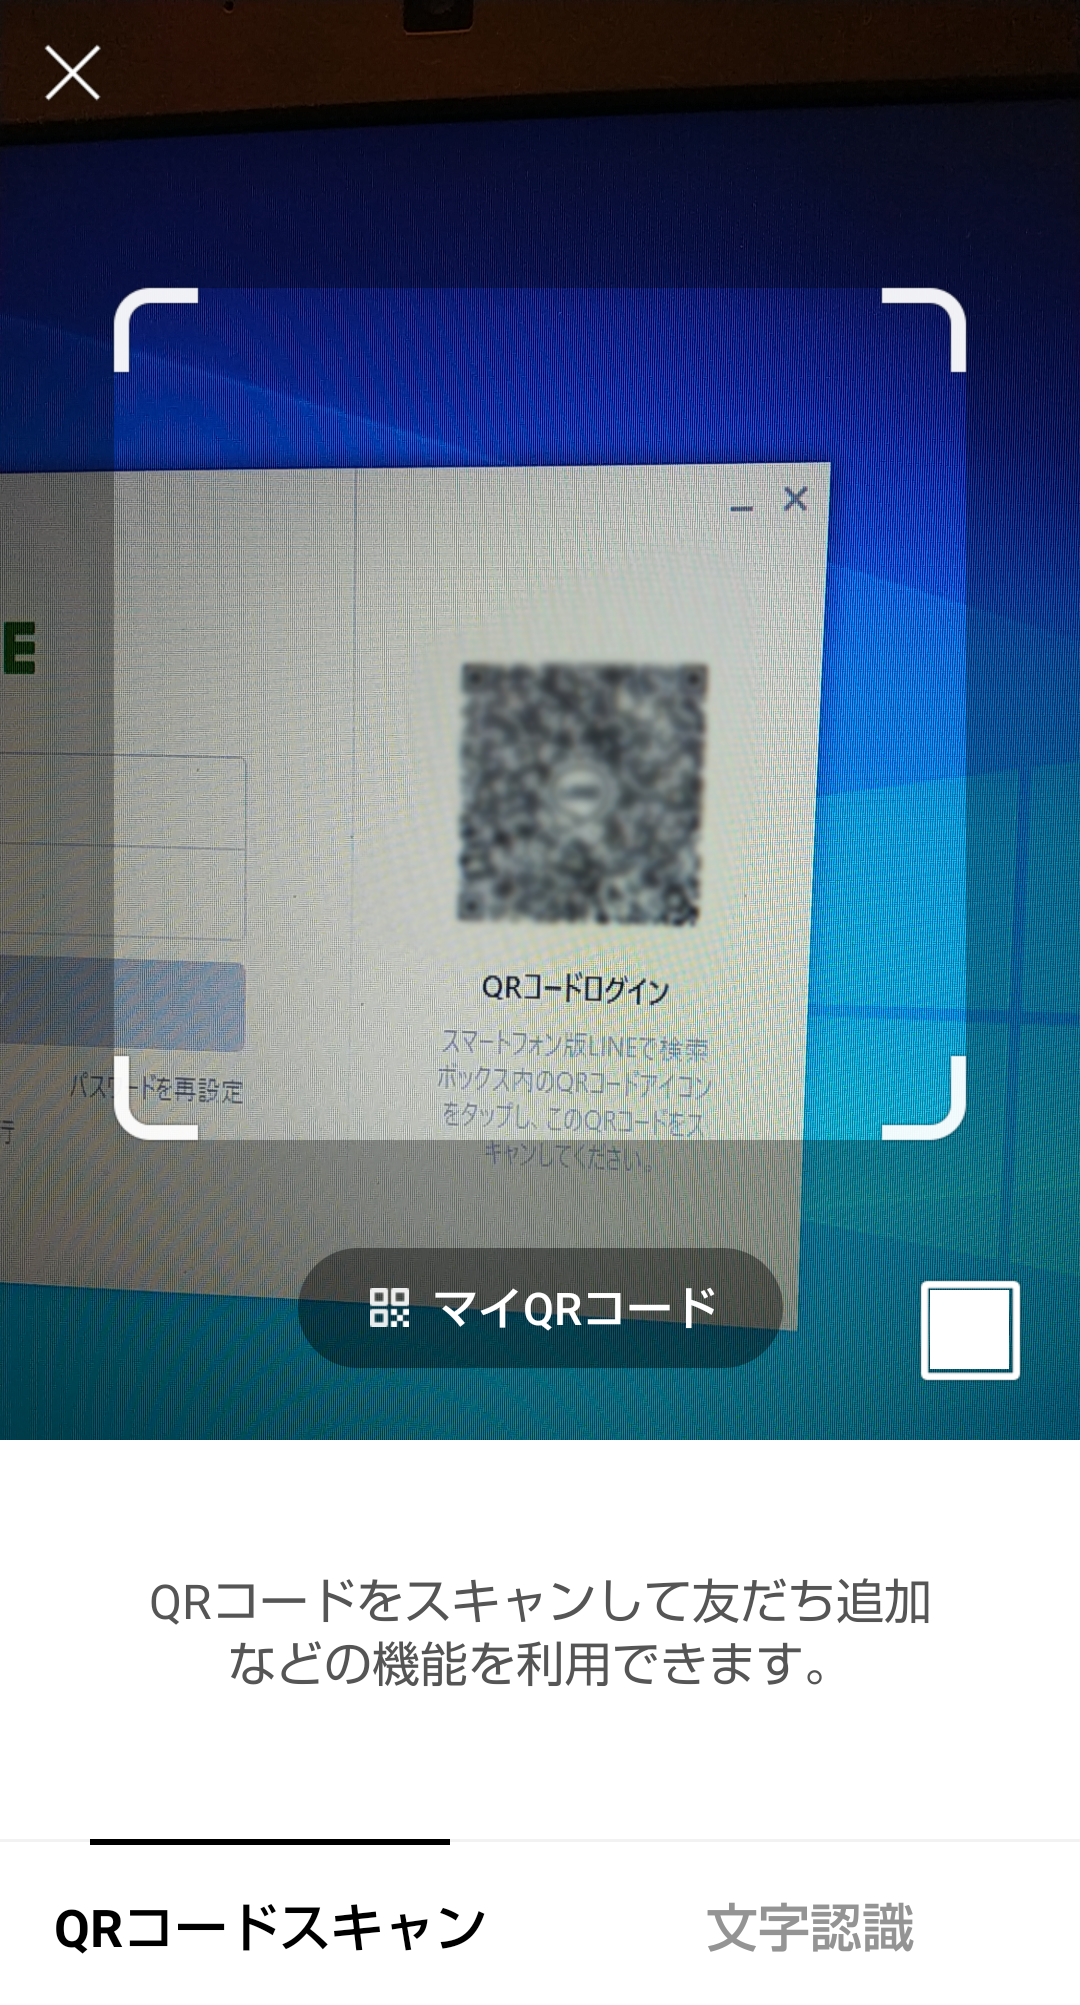 E
QRコードログイン
スマートフォン版LINEで検索
ボックス内のQRコードアイコン
をタップし、このQRコードをス
キャンしてください。
パスワードを再設定
行
マイQRコード
QRコードをスキャンして友だち追加
などの機能を利用できます。
QRコードスキャン
文字認識